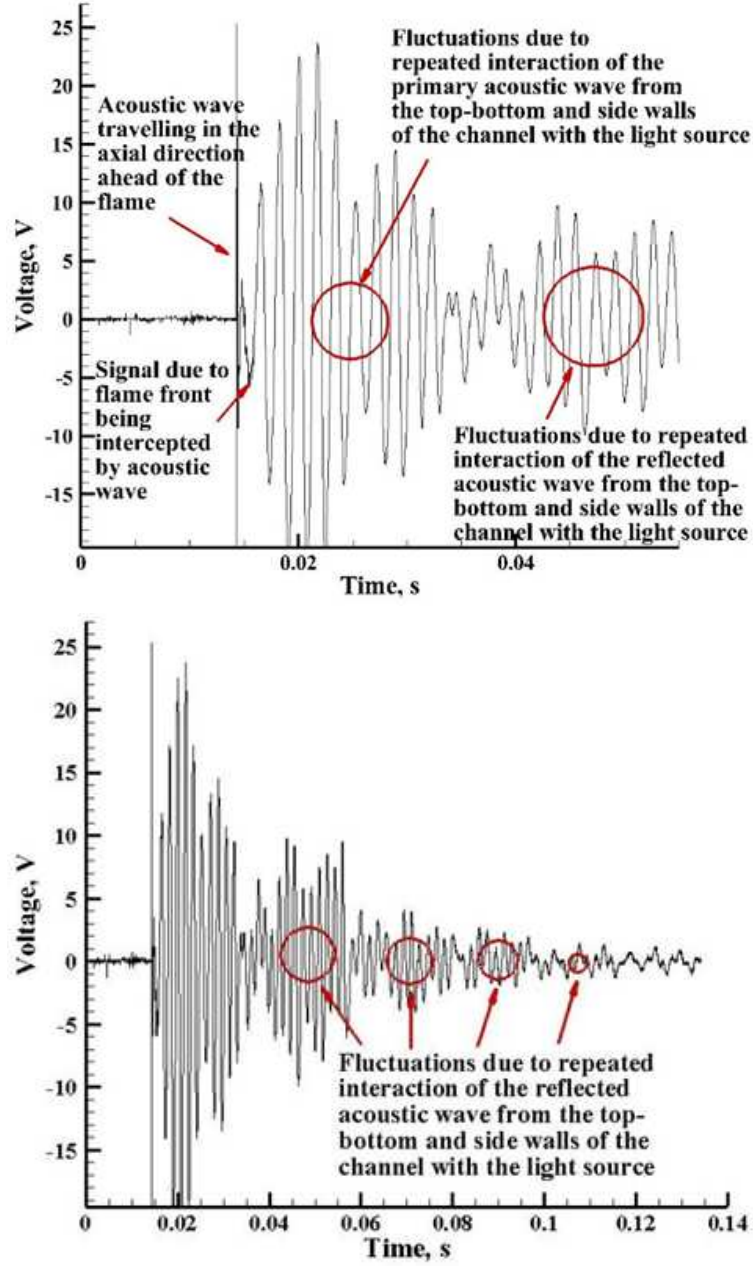 25
20
15
10
5
0
-5
-10
-15
Voltage, V
Acoustic wave
travelling in the
axial direction
ahead of the
flame
Fluctuations due to
repeated interaction of the
primary acoustic wave from
the top-bottom and side walls
of the channel with the light source
Signal due to
flame front
being
intercepted
by acoustic
wave
Fluctuations due to repeated
interaction of the reflected
acoustic wave from the top-
bottom and side walls of the
channel with the light source
0
0.02
0.04
Time, s
25
20
15
10
5
0
-5
-10
-15
Voltage, V
Fluctuations due to repeated
interaction of the reflected
acoustic wave from the top-
bottom and side walls of the
channel with the light source
0
0.02
0.04
0.06
0.08
0.1
0.12
0.14
Time, s